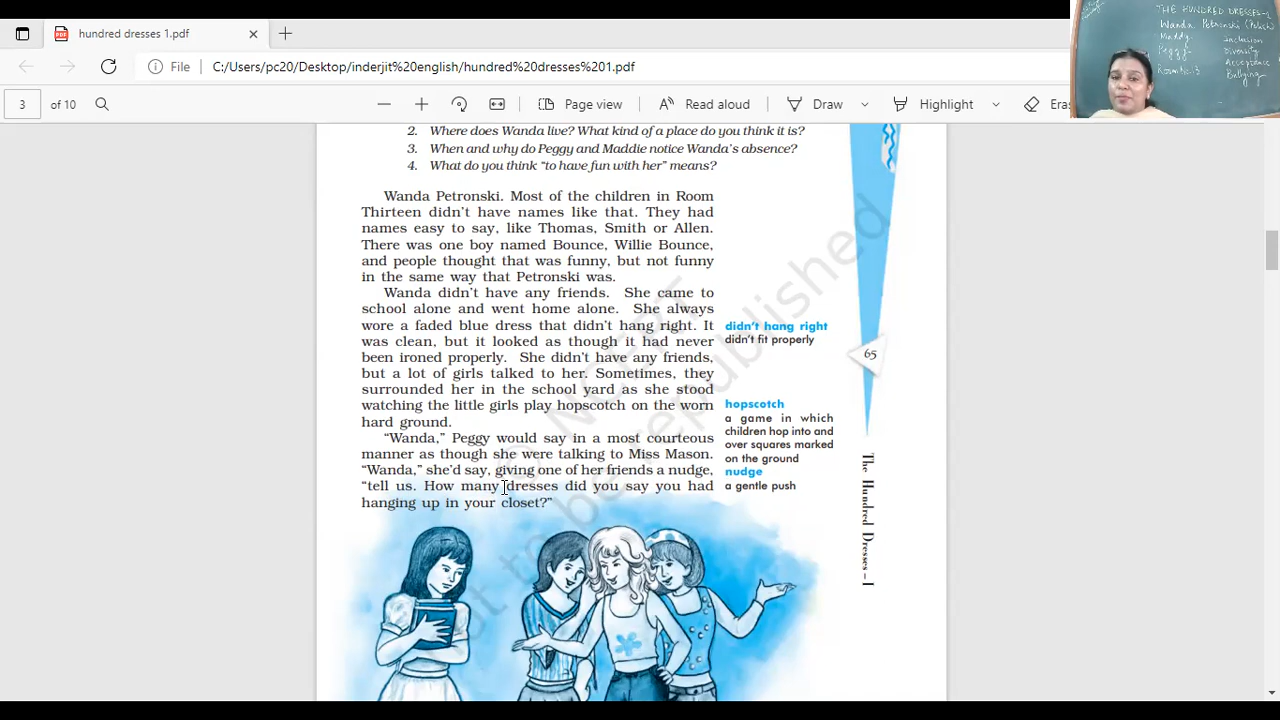 hundred dresses 1.pdf
File
C:/Users/pc20/Desktop/inderjit%20english/hundred%20dresses%201.pdf
3 of 10
Page view
Read aloud
Draw
Highlight
THE HUNDRED DRESSES-1
Wanda Petronski (Polish)
Maddy
Peggy
Room No. 13
Inclusion
Diversity
Acceptance
Bullying
2. Where does Wanda live? What kind of a place do you think it is?
3. When and why do Peggy and Maddie notice Wanda's absence?
4. What do you think "to have fun with her" means?
Wanda Petronski. Most of the children in Room
Thirteen didn't have names like that. They had
names easy to say, like Thomas, Smith or Allen.
There was one boy named Bounce, Willie Bounce,
and people thought that was funny, but not funny
in the same way that Petronski was.
Wanda didn't have any friends. She came to
school alone and went home alone. She always
wore a faded blue dress that didn't hang right. It
was clean, but it looked as though it had never
been ironed properly. She didn't have any friends,
but a lot of girls talked to her. Sometimes, they
surrounded her in the school yard as she stood
watching the little girls play hopscotch on the worn
hard ground.
"Wanda," Peggy would say in a most courteous
manner as though she were talking to Miss Mason.
"Wanda," she'd say, giving one of her friends a nudge,
"tell us. How many dresses did you say you had
hanging up in your closet?"
didn't hang right
didn't fit properly
hopscotch
a game in which
children hop into and
over squares marked
on the ground
nudge
a gentle push
65
The Hundred Dresses – I
© NCERT
not to be republished